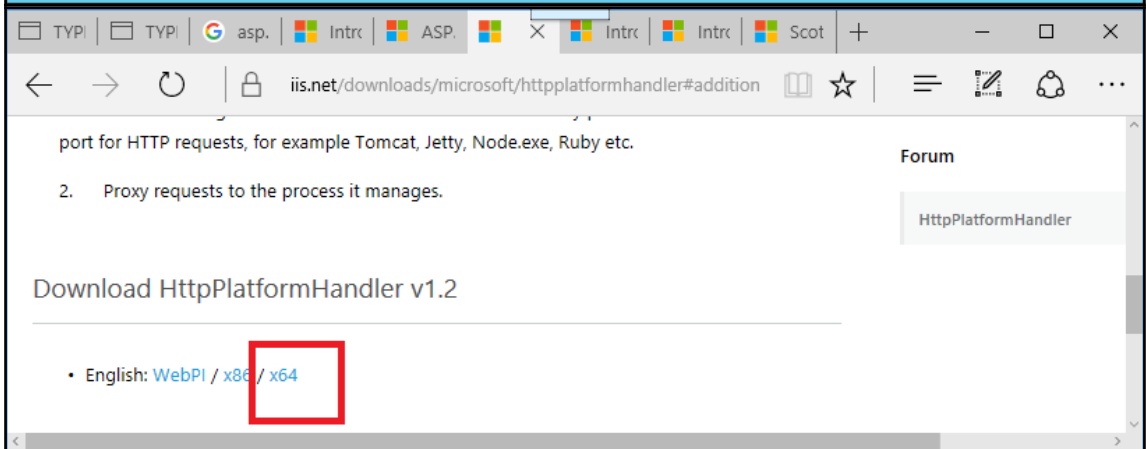 TYPI TYPI asp. Intro ASP. Intro Intro Scot
iis.net/downloads/microsoft/httpplatformhandler#addition
port for HTTP requests, for example Tomcat, Jetty, Node.exe, Ruby etc.
2. Proxy requests to the process it manages.
Forum
HttpPlatformHandler
Download HttpPlatformHandler v1.2
• English: WebPI / x86 / x64